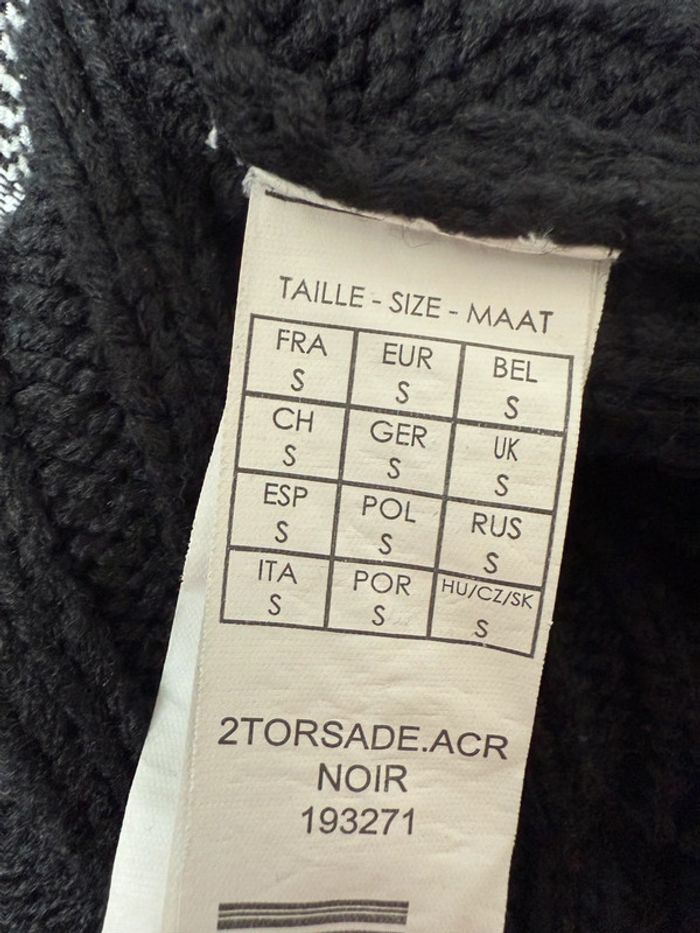 TAILLE - SIZE - MAAT
FRA EUR BEL
S S S
CH GER UK
S S S
ESP POL RUS
S S S
ITA POR HU/CZ/SK
S S S
2TORSADE.ACR
NOIR
193271